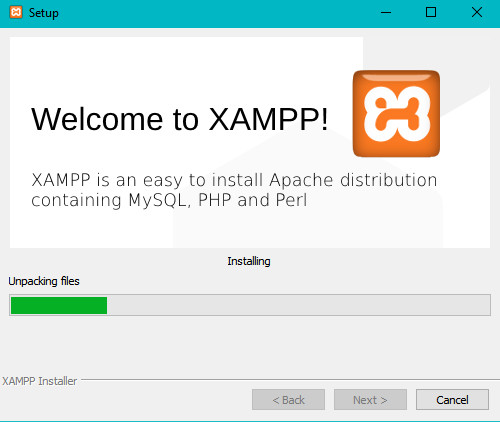 Setup
Welcome to XAMPP!
XAMPP is an easy to install Apache distribution
containing MySQL, PHP and Perl
Installing
Unpacking files
XAMPP Installer
< Back
Next >
Cancel